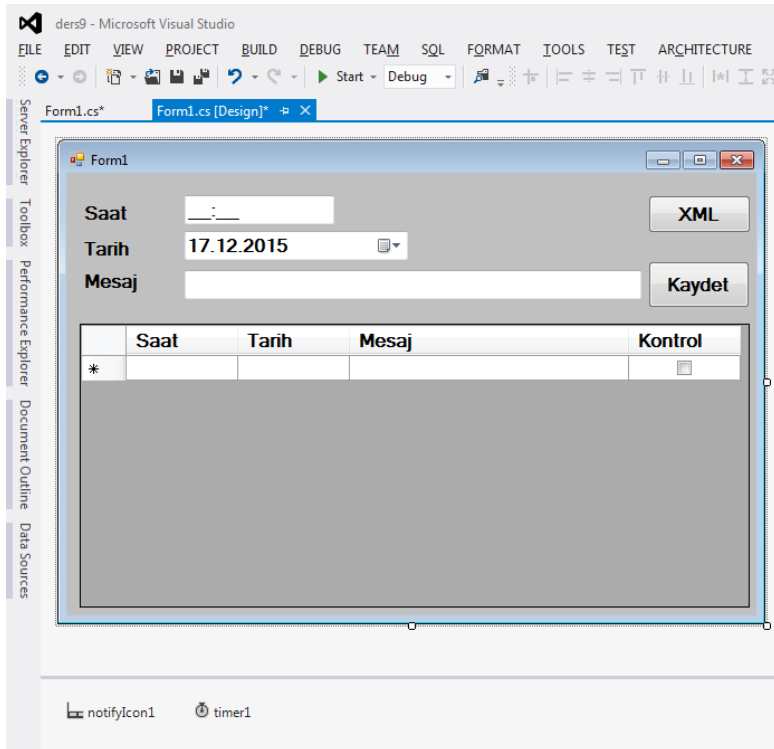 ders9 - Microsoft Visual Studio
FILE EDIT VIEW PROJECT BUILD DEBUG TEAM SQL FORMAT TOOLS TEST ARCHITECTURE
Start Debug
Server Explorer
Toolbox
Performance Explorer
Document Outline
Data Sources
Form1.cs* Form1.cs [Design]*
Form1
Saat __:__ XML
Tarih 17.12.2015
Mesaj Kaydet
Saat Tarih Mesaj Kontrol
*
notifyIcon1 timer1